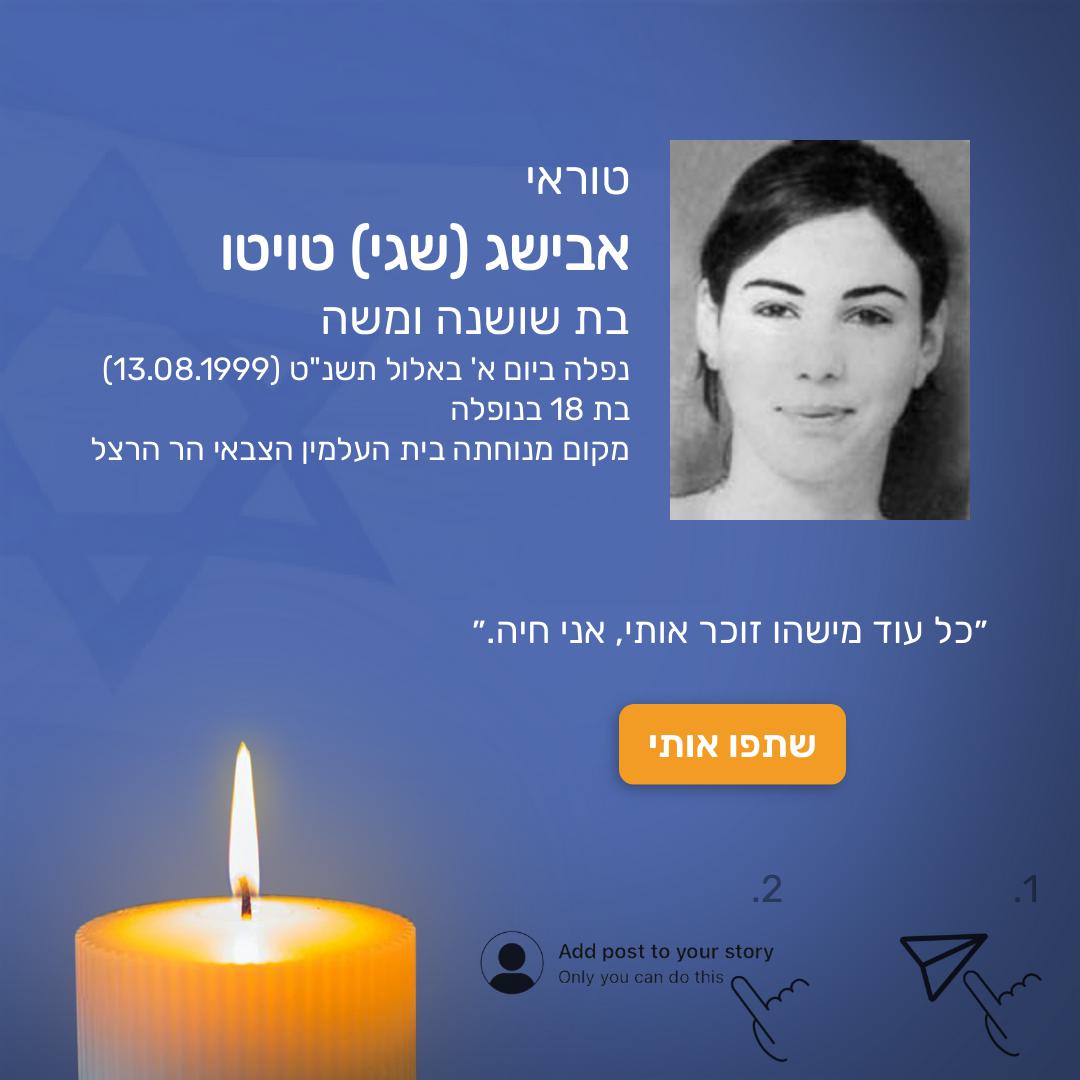 טוראי
אבישג (שגי) טויטו
בת שושנה ומשה
נפלה ביום א' באלול תשנ"ט (13.08.1999)
בת 18 בנופלה
מקום מנוחתה בית העלמין הצבאי הר הרצל
״כל עוד מישהו זוכר אותי, אני חיה.״
שתפו אותי
.1
.2
Add post to your story
Only you can do this